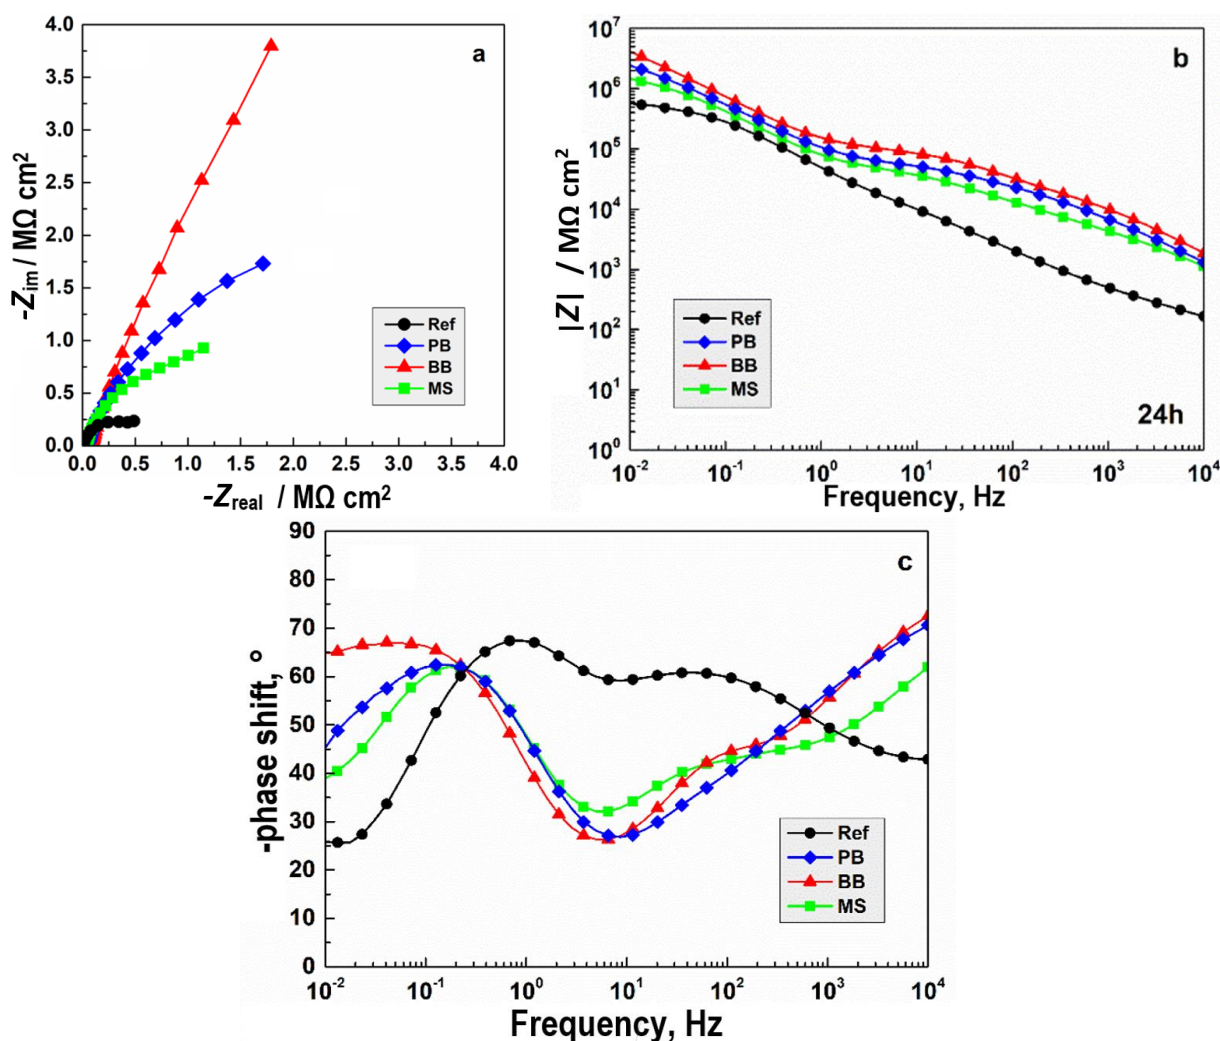 a
-Zim / MΩ cm²
4.0
3.5
3.0
2.5
2.0
1.5
1.0
0.5
0.0
Ref
PB
BB
MS
0.0 0.5 1.0 1.5 2.0 2.5 3.0 3.5 4.0
-Zreal / MΩ cm²
b
|Z| / MΩ cm²
10⁷
10⁶
10⁵
10⁴
10³
10²
10¹
10⁰
Ref
PB
BB
MS
24h
10⁻² 10⁻¹ 10⁰ 10¹ 10² 10³ 10⁴
Frequency, Hz
c
-phase shift, °
90
80
70
60
50
40
30
20
10
0
Ref
PB
BB
MS
10⁻² 10⁻¹ 10⁰ 10¹ 10² 10³ 10⁴
Frequency, Hz